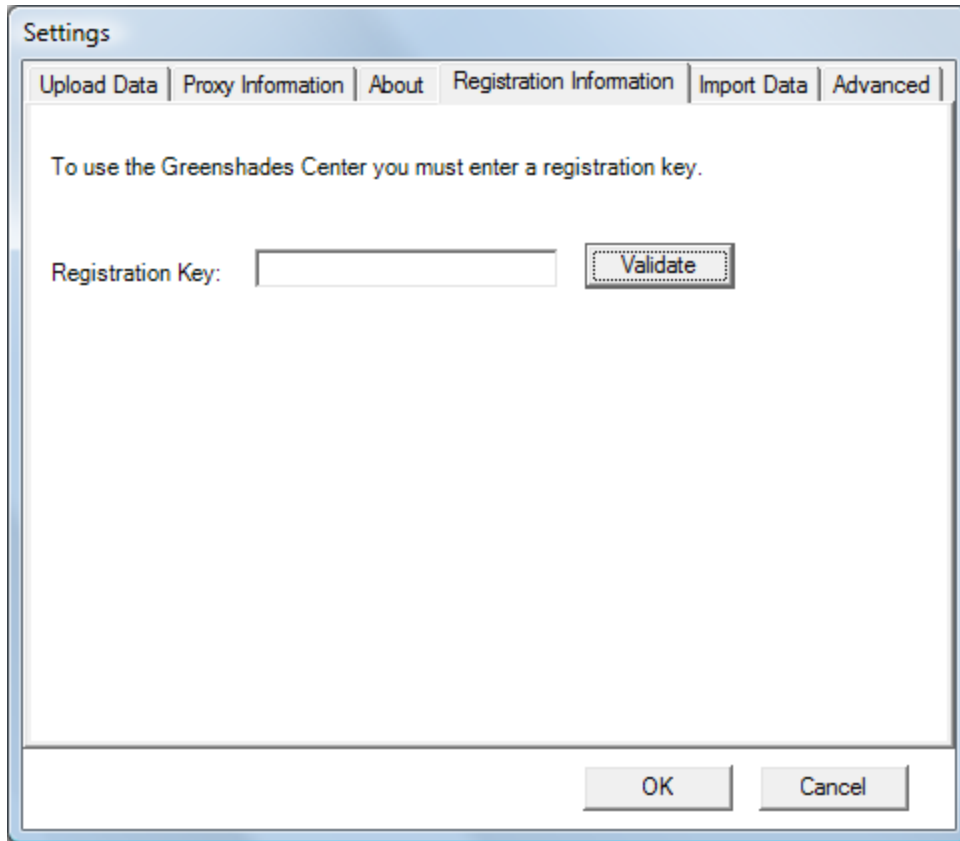 Settings
Upload Data Proxy Information About Registration Information Import Data Advanced
To use the Greenshades Center you must enter a registration key.
Registration Key: Validate
OK Cancel